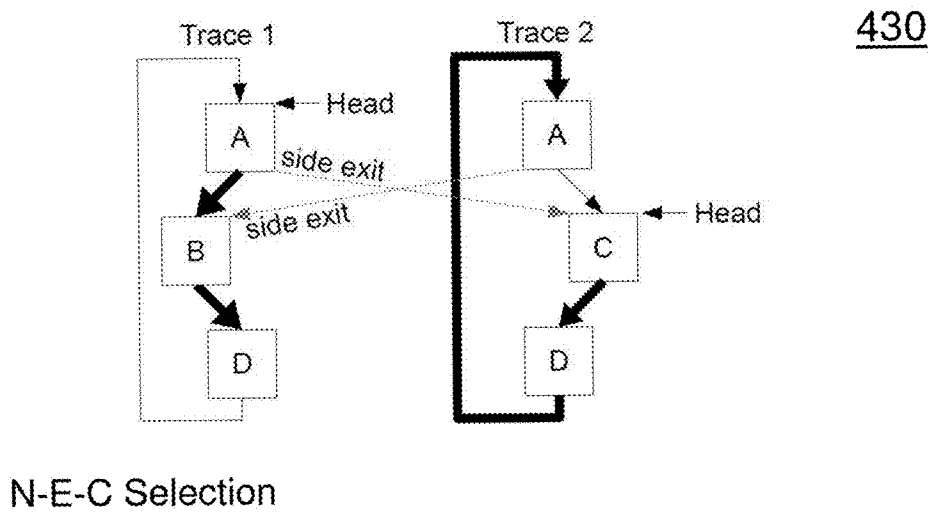 Trace 1
Trace 2
430
Head
A
A
side exit
side exit
Head
B
C
D
D
N-E-C Selection